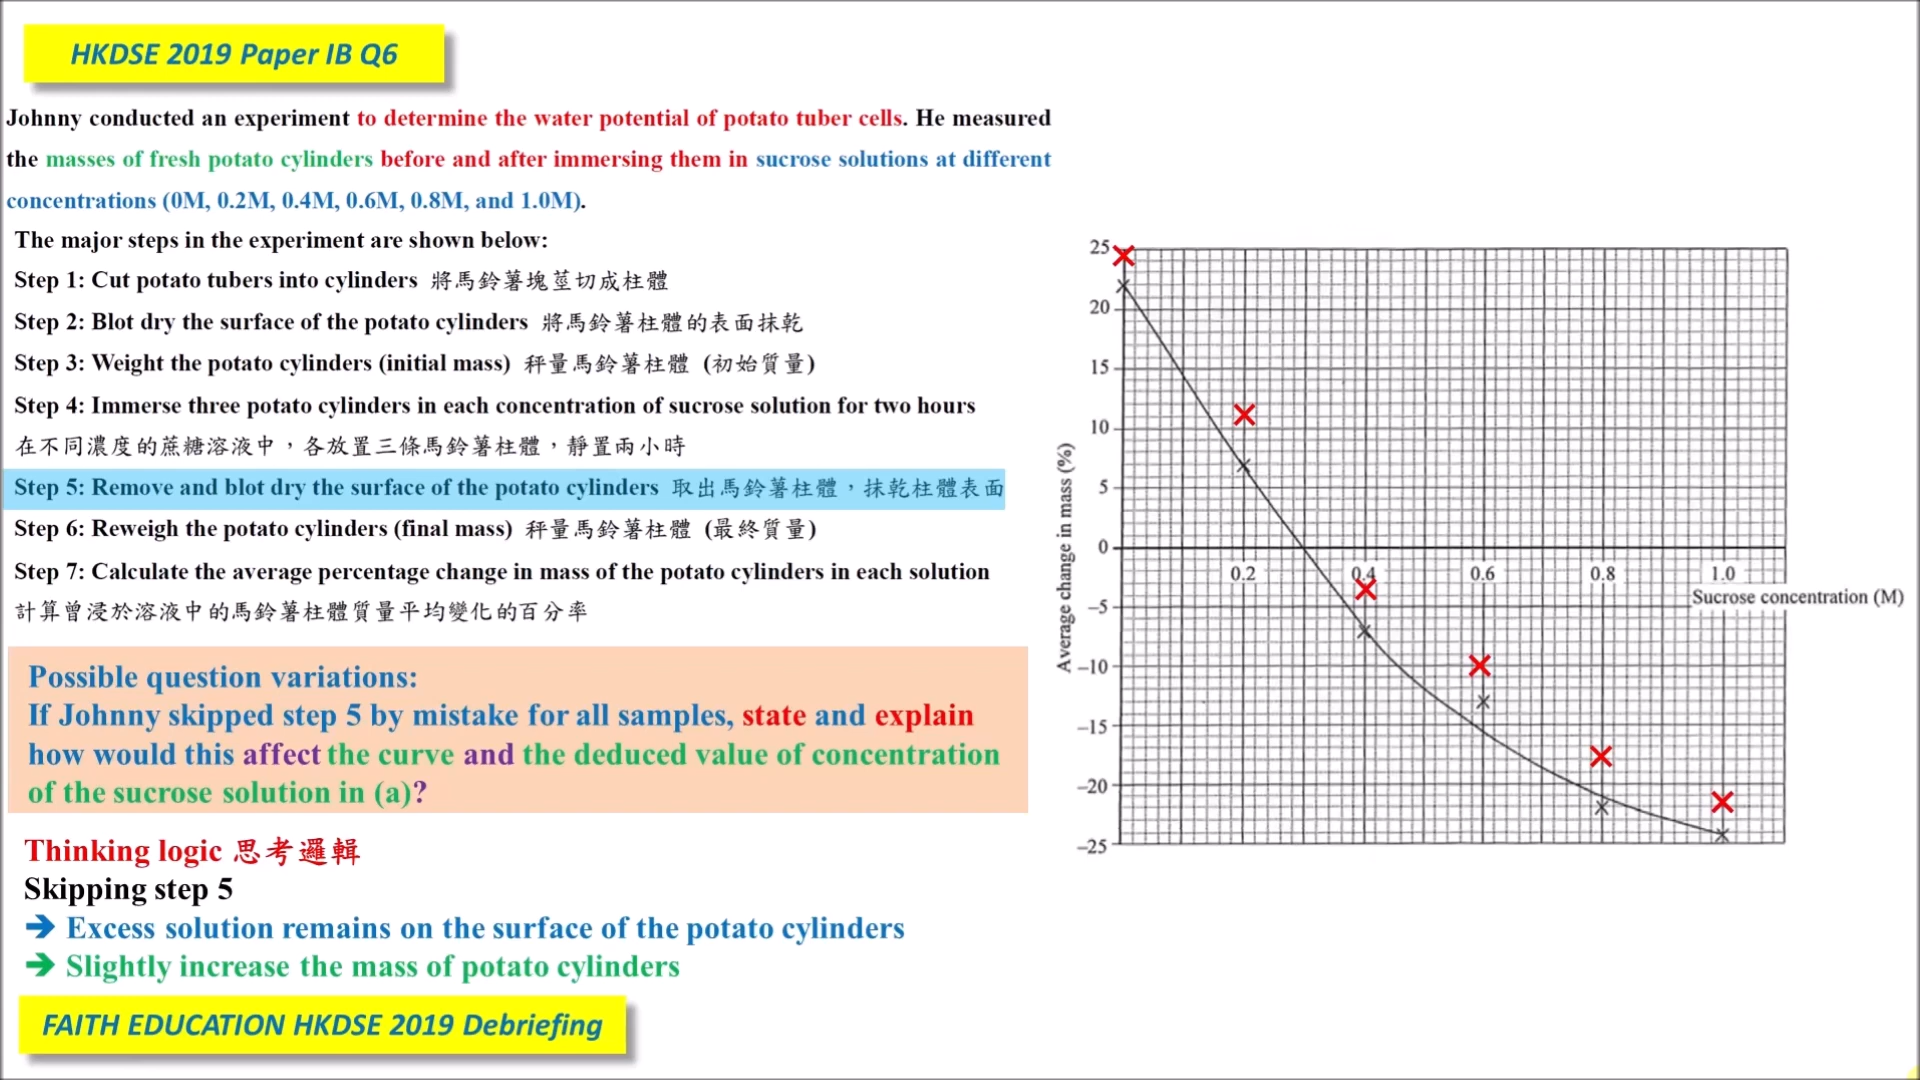 HKDSE 2019 Paper IB Q6
Johnny conducted an experiment to determine the water potential of potato tuber cells. He measured
the masses of fresh potato cylinders before and after immersing them in sucrose solutions at different
concentrations (0M, 0.2M, 0.4M, 0.6M, 0.8M, and 1.0M).
The major steps in the experiment are shown below:
Step 1: Cut potato tubers into cylinders 將馬鈴薯塊莖切成柱體
Step 2: Blot dry the surface of the potato cylinders 將馬鈴薯柱體的表面抹乾
Step 3: Weight the potato cylinders (initial mass) 秤量馬鈴薯柱體 (初始質量)
Step 4: Immerse three potato cylinders in each concentration of sucrose solution for two hours
在不同濃度的蔗糖溶液中，各放置三條馬鈴薯柱體，靜置兩小時
Step 5: Remove and blot dry the surface of the potato cylinders 取出馬鈴薯柱體，抹乾柱體表面
Step 6: Reweigh the potato cylinders (final mass) 秤量馬鈴薯柱體 (最終質量)
Step 7: Calculate the average percentage change in mass of the potato cylinders in each solution
計算曾浸於溶液中的馬鈴薯柱體質量平均變化的百分率
Possible question variations:
If Johnny skipped step 5 by mistake for all samples, state and explain
how would this affect the curve and the deduced value of concentration
of the sucrose solution in (a)?
Thinking logic 思考邏輯
Skipping step 5
➔ Excess solution remains on the surface of the potato cylinders
➔ Slightly increase the mass of potato cylinders
FAITH EDUCATION HKDSE 2019 Debriefing
Average change in mass (%)
25
20
15
10
5
0
–5
–10
–15
–20
–25
0.2 0.4 0.6 0.8 1.0
Sucrose concentration (M)